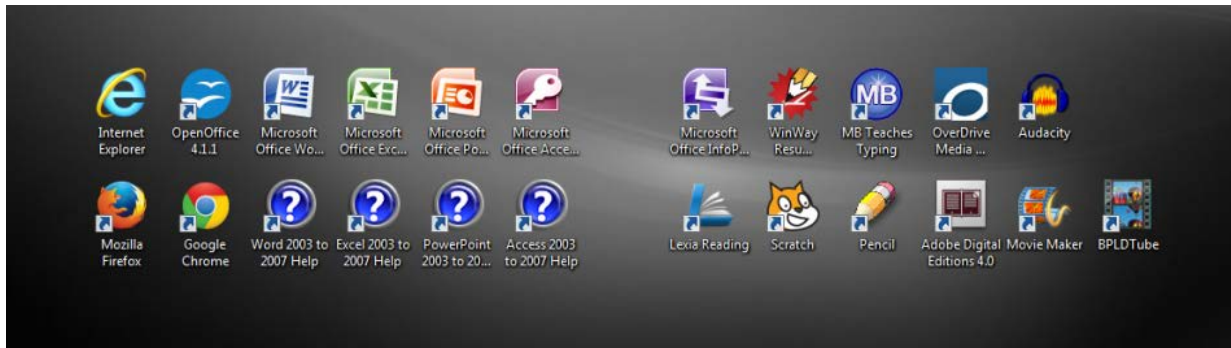 Internet
Explorer
OpenOffice
4.1.1
Microsoft
Office Wo...
Microsoft
Office Exc...
Microsoft
Office Po...
Microsoft
Office Acce...
Microsoft
Office InfoP...
WinWay
Resu...
MB
MB Teaches
Typing
OverDrive
Media ...
Audacity
Mozilla
Firefox
Google
Chrome
Word 2003 to
2007 Help
Excel 2003 to
2007 Help
PowerPoint
2003 to 20...
Access 2003
to 2007 Help
Lexia Reading
Scratch
Pencil
Adobe Digital
Editions 4.0
Movie Maker
BPLDTube